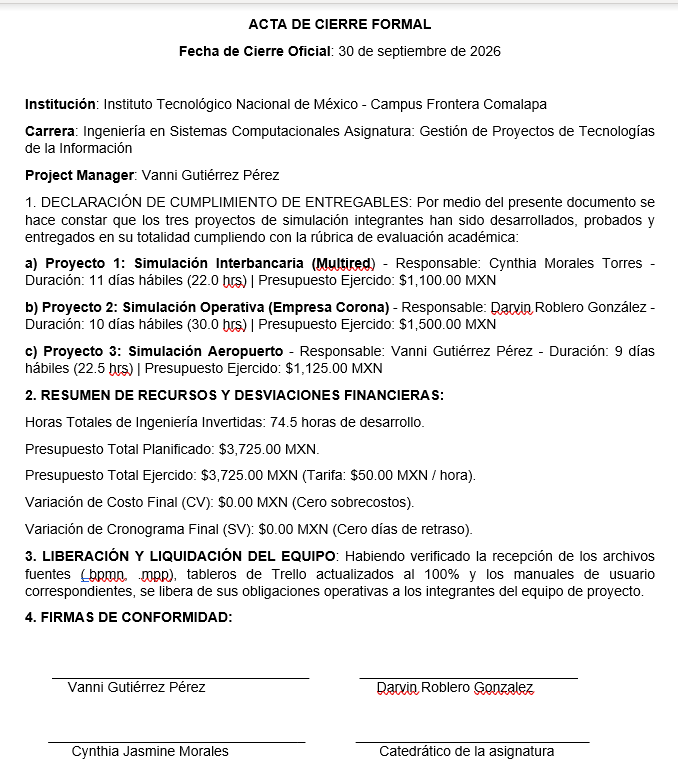 ACTA DE CIERRE FORMAL
Fecha de Cierre Oficial: 30 de septiembre de 2026
Institución: Instituto Tecnológico Nacional de México - Campus Frontera Comalapa
Carrera: Ingeniería en Sistemas Computacionales Asignatura: Gestión de Proyectos de Tecnologías
de la Información
Project Manager: Vanni Gutiérrez Pérez
1. DECLARACIÓN DE CUMPLIMIENTO DE ENTREGABLES: Por medio del presente documento se
hace constar que los tres proyectos de simulación integrantes han sido desarrollados, probados y
entregados en su totalidad cumpliendo con la rúbrica de evaluación académica:
a) Proyecto 1: Simulación Interbancaria (Multired) - Responsable: Cynthia Morales Torres -
Duración: 11 días hábiles (22.0 hrs) | Presupuesto Ejercido: $1,100.00 MXN
b) Proyecto 2: Simulación Operativa (Empresa Corona) - Responsable: Darvin Roblero González -
Duración: 10 días hábiles (30.0 hrs) | Presupuesto Ejercido: $1,500.00 MXN
c) Proyecto 3: Simulación Aeropuerto - Responsable: Vanni Gutiérrez Pérez - Duración: 9 días
hábiles (22.5 hrs) | Presupuesto Ejercido: $1,125.00 MXN
2. RESUMEN DE RECURSOS Y DESVIACIONES FINANCIERAS:
Horas Totales de Ingeniería Invertidas: 74.5 horas de desarrollo.
Presupuesto Total Planificado: $3,725.00 MXN.
Presupuesto Total Ejercido: $3,725.00 MXN (Tarifa: $50.00 MXN / hora).
Variación de Costo Final (CV): $0.00 MXN (Cero sobrecostos).
Variación de Cronograma Final (SV): $0.00 MXN (Cero días de retraso).
3. LIBERACIÓN Y LIQUIDACIÓN DEL EQUIPO: Habiendo verificado la recepción de los archivos
fuentes (.bpmn, .mpp), tableros de Trello actualizados al 100% y los manuales de usuario
correspondientes, se libera de sus obligaciones operativas a los integrantes del equipo de proyecto.
4. FIRMAS DE CONFORMIDAD:
Vanni Gutiérrez Pérez
Darvin Roblero Gonzalez
Cynthia Jasmine Morales
Catedrático de la asignatura